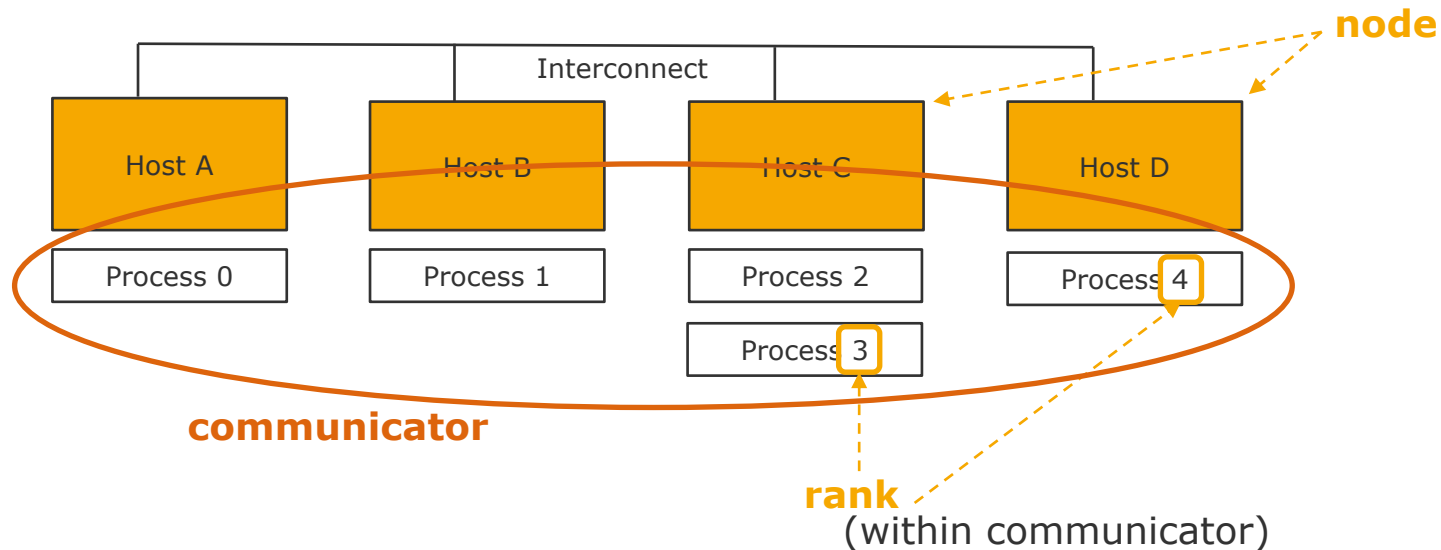 node
Interconnect
Host A
Host B
Host C
Host D
Process 0
Process 1
Process 2
Process 4
Process 3
communicator
rank
(within communicator)